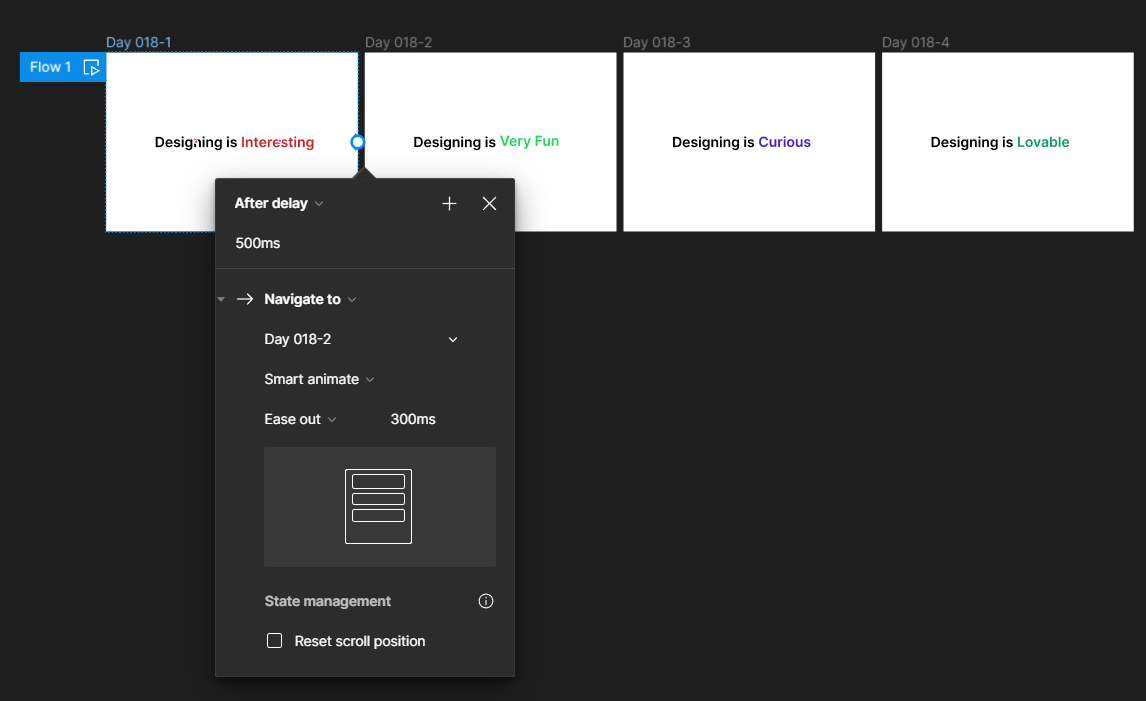 Day 018-1
Day 018-2
Day 018-3
Day 018-4
Flow 1
Designing is Interesting
Designing is Very Fun
Designing is Curious
Designing is Lovable
After delay
500ms
Navigate to
Day 018-2
Smart animate
Ease out 300ms
State management
Reset scroll position